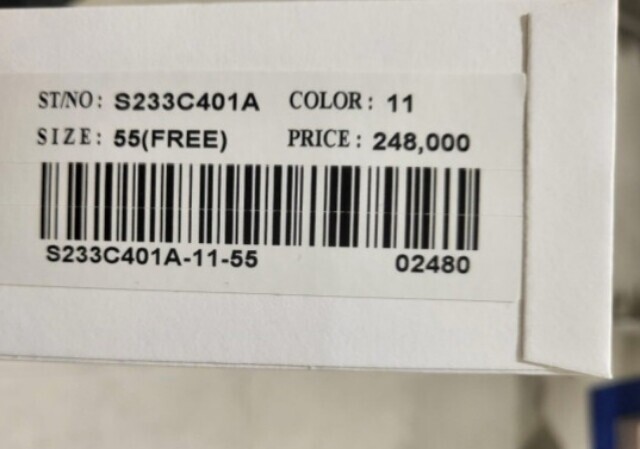 ST/NO: S233C401A COLOR: 11
SIZE: 55(FREE) PRICE: 248,000
S233C401A-11-55 02480